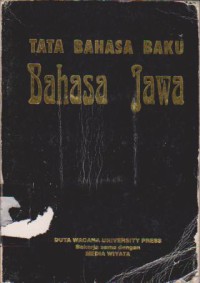 TATA BAHASA BAKU
Bahasa Jawa
DUTA WACANA UNIVERSITY PRESS
Bekerja sama dengan
MEDIA WIYATA